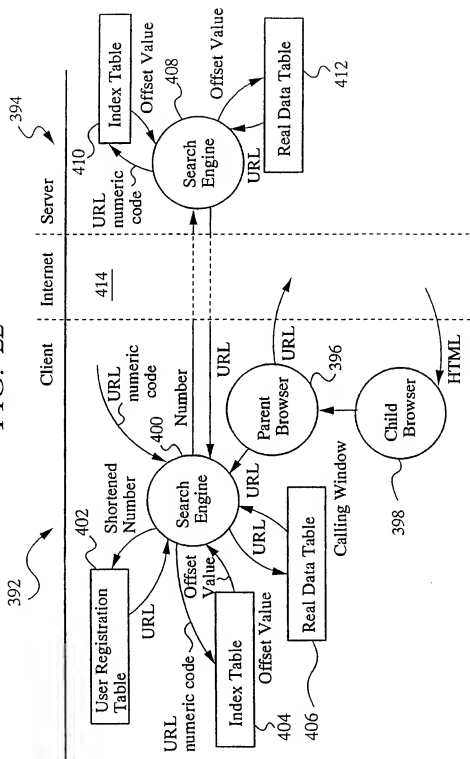 Client
Internet
Server
392
394
414
402
User Registration
Table
Shortened
Number
URL
URL
numeric
code
400
Search
Engine
Number
URL
URL
numeric code
Offset
Value
Index Table
404
Offset Value
URL
Real Data Table
406
Calling Window
URL
Parent
Browser
396
URL
Child
Browser
398
HTML
410
Index Table
URL
numeric
code
Offset Value
408
Search
Engine
URL
Offset Value
Real Data Table
412